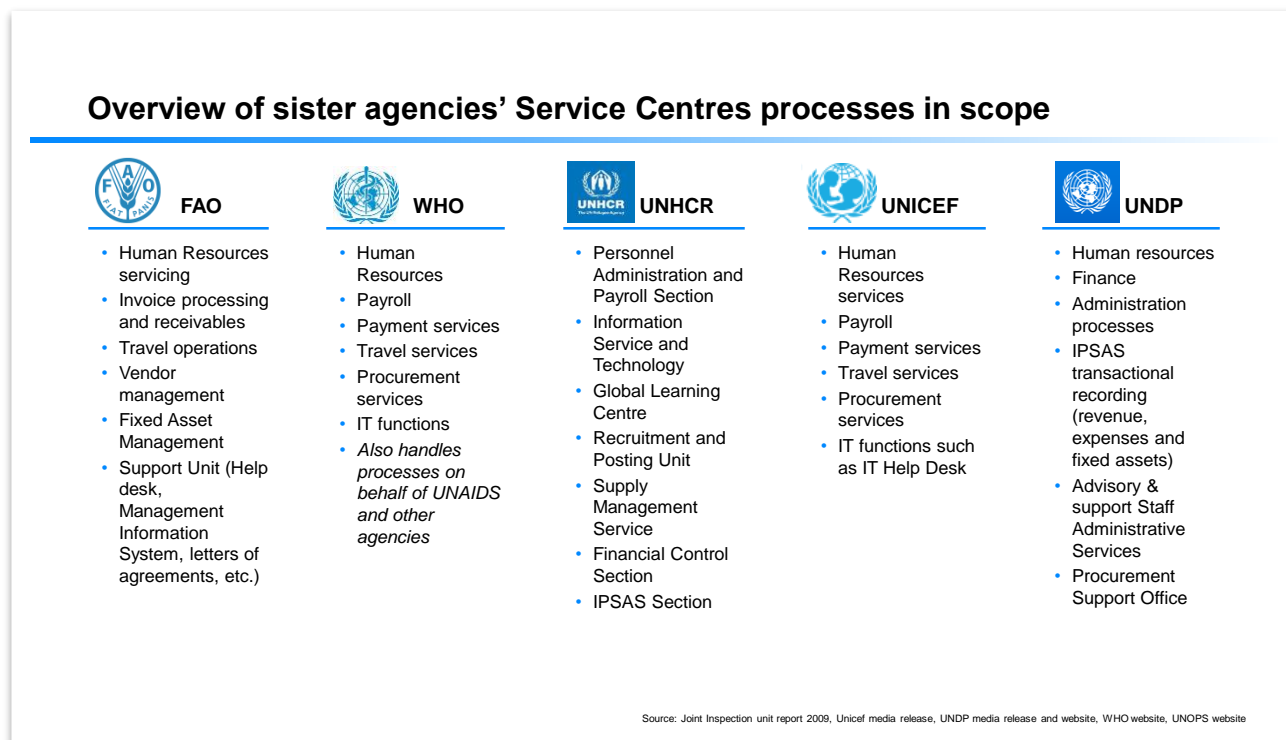 Overview of sister agencies’ Service Centres processes in scope
F A O
FIAT PANIS
FAO
• Human Resources
servicing
• Invoice processing
and receivables
• Travel operations
• Vendor
management
• Fixed Asset
Management
• Support Unit (Help
desk,
Management
Information
System, letters of
agreements, etc.)
WHO
• Human
Resources
• Payroll
• Payment services
• Travel services
• Procurement
services
• IT functions
• Also handles
processes on
behalf of UNAIDS
and other
agencies
UNHCR
The UN Refugee Agency
UNHCR
• Personnel
Administration and
Payroll Section
• Information
Service and
Technology
• Global Learning
Centre
• Recruitment and
Posting Unit
• Supply
Management
Service
• Financial Control
Section
• IPSAS Section
UNICEF
• Human
Resources
services
• Payroll
• Payment services
• Travel services
• Procurement
services
• IT functions such
as IT Help Desk
UNDP
• Human resources
• Finance
• Administration
processes
• IPSAS
transactional
recording
(revenue,
expenses and
fixed assets)
• Advisory &
support Staff
Administrative
Services
• Procurement
Support Office
Source: Joint Inspection unit report 2009, Unicef media release, UNDP media release and website, WHO website, UNOPS website